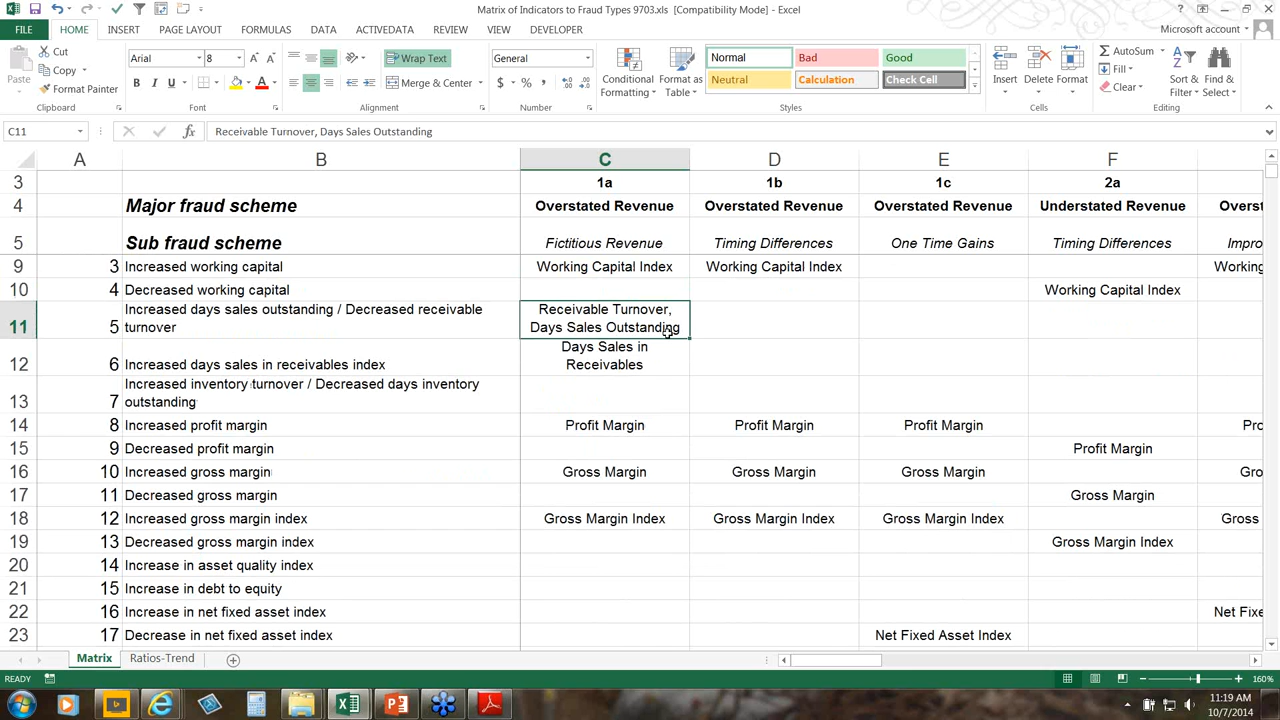 Matrix of Indicators to Fraud Types 9703.xls [Compatibility Mode] - Excel
FILE HOME INSERT PAGE LAYOUT FORMULAS DATA ACTIVEDATA REVIEW VIEW DEVELOPER Microsoft account
Cut
Copy
Format Painter
Paste
Clipboard
Arial 8
B I U
Font
Wrap Text
Merge & Center
Alignment
General
$ % ,
Number
Conditional Formatting
Format as Table
Normal Bad Good
Neutral Calculation Check Cell
Styles
Insert Delete Format
Cells
AutoSum
Fill
Clear
Sort & Filter
Find & Select
Editing
C11 fx Receivable Turnover, Days Sales Outstanding
A B C D E F
3 1a 1b 1c 2a
4 Major fraud scheme Overstated Revenue Overstated Revenue Overstated Revenue Understated Revenue Overst
5 Sub fraud scheme Fictitious Revenue Timing Differences One Time Gains Timing Differences Impro
9 3 Increased working capital Working Capital Index Working Capital Index Working
10 4 Decreased working capital Working Capital Index
11 5 Increased days sales outstanding / Decreased receivable turnover Receivable Turnover, Days Sales Outstanding
12 6 Increased days sales in receivables index Days Sales in Receivables
13 7 Increased inventory turnover / Decreased days inventory outstanding
14 8 Increased profit margin Profit Margin Profit Margin Profit Margin Pro
15 9 Decreased profit margin Profit Margin
16 10 Increased gross margin Gross Margin Gross Margin Gross Margin Gro
17 11 Decreased gross margin Gross Margin
18 12 Increased gross margin index Gross Margin Index Gross Margin Index Gross Margin Index Gross
19 13 Decreased gross margin index Gross Margin Index
20 14 Increase in asset quality index
21 15 Increase in debt to equity
22 16 Increase in net fixed asset index Net Fixe
23 17 Decrease in net fixed asset index Net Fixed Asset Index
Matrix Ratios-Trend
READY 160%
11:19 AM
10/7/2014